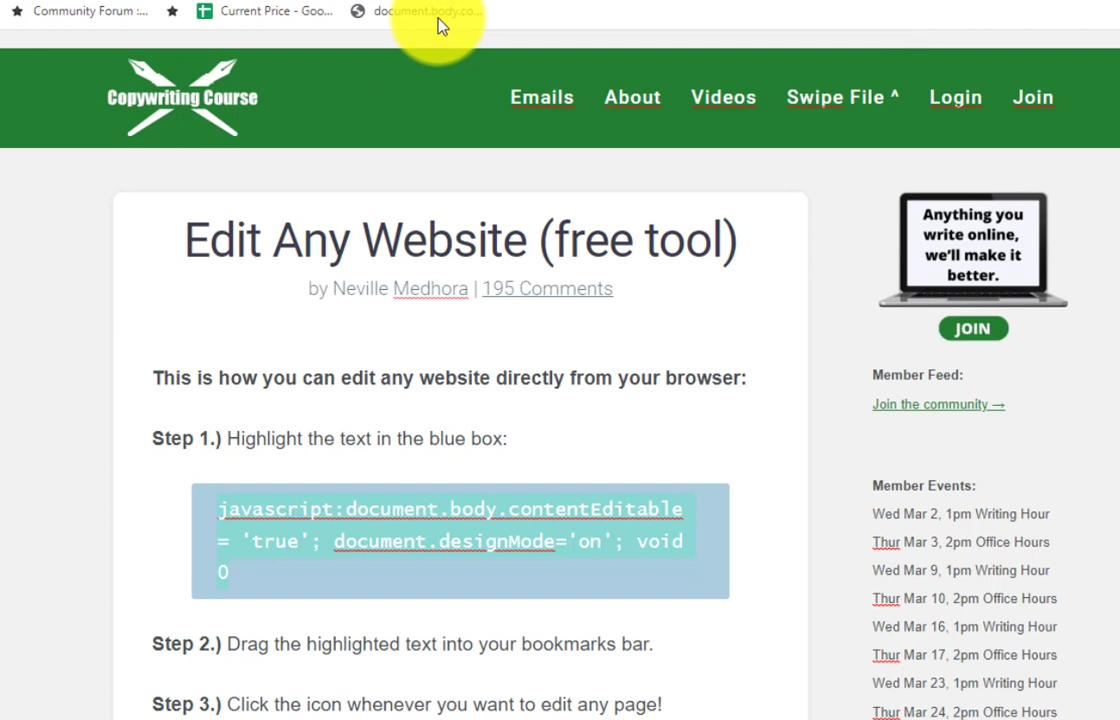 Community Forum :...
Current Price - Goo...
document.body.co...
Copywriting Course
Emails About Videos Swipe File ^ Login Join
Edit Any Website (free tool)
by Neville Medhora | 195 Comments
This is how you can edit any website directly from your browser:
Step 1.) Highlight the text in the blue box:
javascript:document.body.contentEditable
= 'true'; document.designMode='on'; void
0
Step 2.) Drag the highlighted text into your bookmarks bar.
Step 3.) Click the icon whenever you want to edit any page!
Anything you
write online,
we'll make it
better.
JOIN
Member Feed:
Join the community →
Member Events:
Wed Mar 2, 1pm Writing Hour
Thur Mar 3, 2pm Office Hours
Wed Mar 9, 1pm Writing Hour
Thur Mar 10, 2pm Office Hours
Wed Mar 16, 1pm Writing Hour
Thur Mar 17, 2pm Office Hours
Wed Mar 23, 1pm Writing Hour
Thur Mar 24, 2pm Office Hours